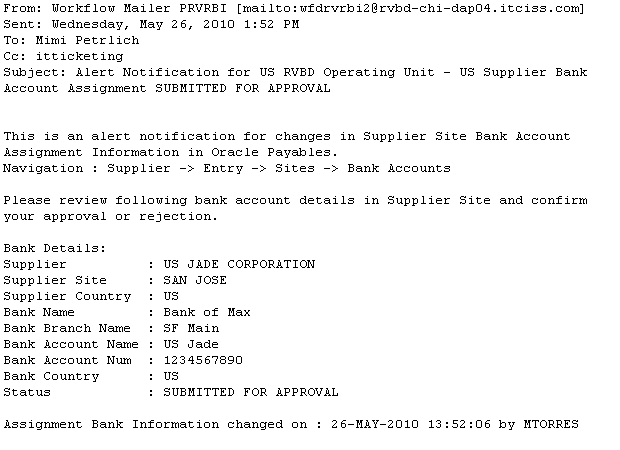 From: Workflow Mailer PRVRBI [mailto:wfdrvrbi2@rvbd-chi-dap04.itciss.com]
Sent: Wednesday, May 26, 2010 1:52 PM
To: Mimi Petrlich
Cc: itticketing
Subject: Alert Notification for US RVBD Operating Unit - US Supplier Bank
Account Assignment SUBMITTED FOR APPROVAL
This is an alert notification for changes in Supplier Site Bank Account
Assignment Information in Oracle Payables.
Navigation : Supplier -> Entry -> Sites -> Bank Accounts
Please review following bank account details in Supplier Site and confirm
your approval or rejection.
Bank Details:
Supplier : US JADE CORPORATION
Supplier Site : SAN JOSE
Supplier Country : US
Bank Name : Bank of Max
Bank Branch Name : SF Main
Bank Account Name : US Jade
Bank Account Num : 1234567890
Bank Country : US
Status : SUBMITTED FOR APPROVAL
Assignment Bank Information changed on : 26-MAY-2010 13:52:06 by MTORRES